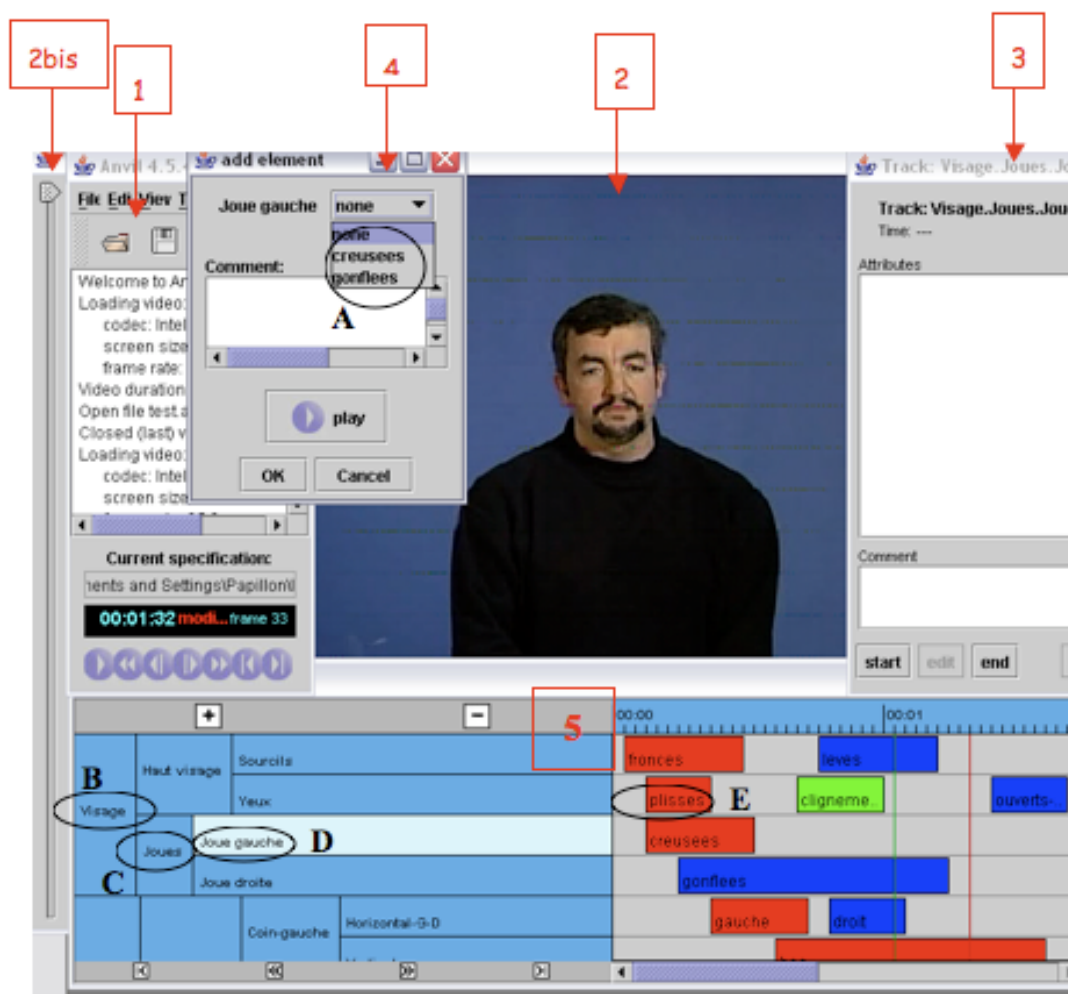 2bis
1
4
2
3
Anvil 4.5.
add element
Track: Visage.Joues.Jo
File Edit View T
Joue gauche none
none
creusees
gonflees
Comment:
A
Welcome to An
Loading video:
codec: Intel
screen size
frame rate:
Video duration
Open file test.a
Closed (last) v
Loading video:
codec: Intel
screen size
play
OK Cancel
Track: Visage.Joues.Jou
Time: ---
Attributes
Comment
start edit end
Current specification:
nents and Settings\Papillon\
00:01:32 modi... frame 33
+ - 5 00:00 00:01
B Haut visage Sourcils fronces leves
Visage Yeux plisses E cligneme.. ouverts-..
Joues Joue gauche D creusees
C Joue droite gonflees
Coin-gauche Horizontal-G-D gauche droit